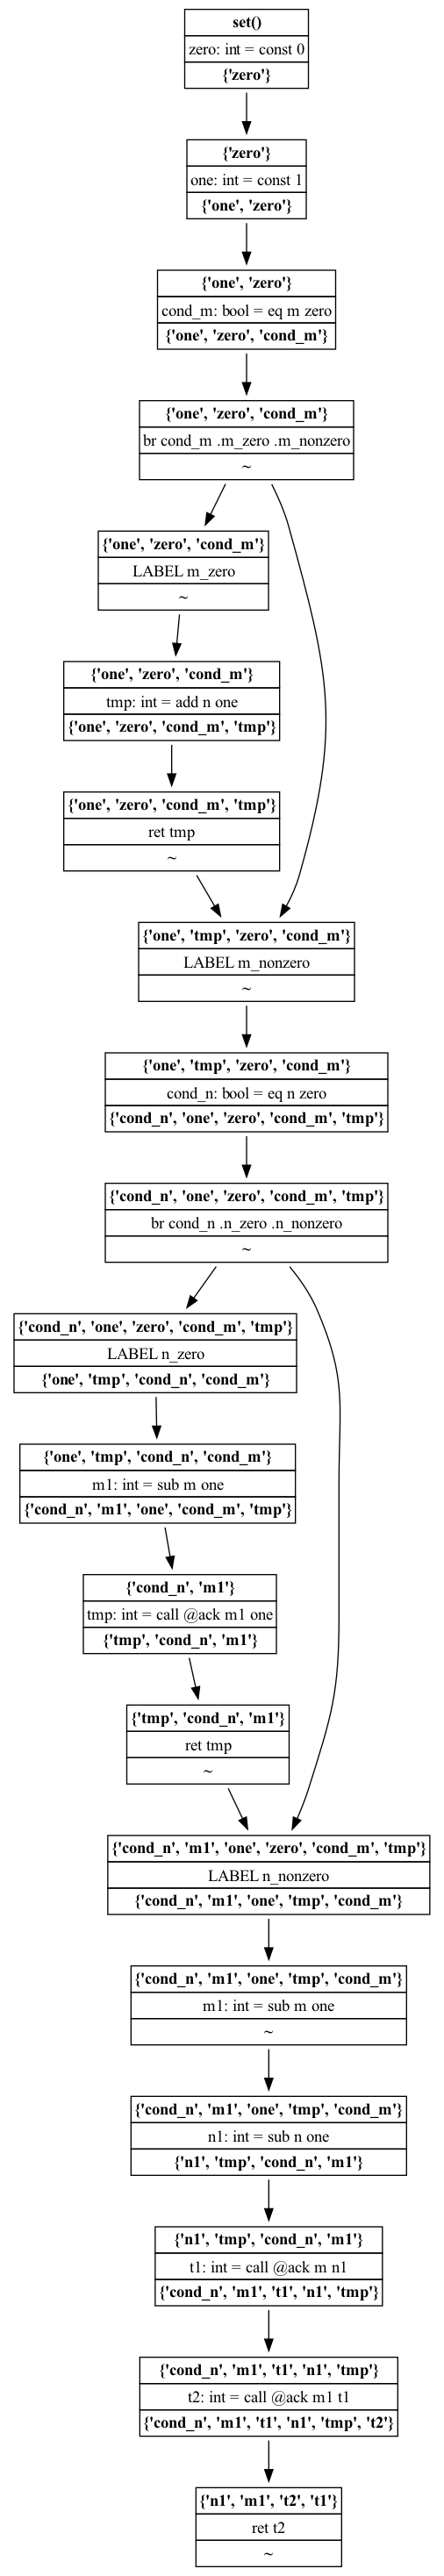 set()
zero: int = const 0
{'zero'}
{'zero'}
one: int = const 1
{'one', 'zero'}
{'one', 'zero'}
cond_m: bool = eq m zero
{'one', 'zero', 'cond_m'}
{'one', 'zero', 'cond_m'}
br cond_m .m_zero .m_nonzero
~
{'one', 'zero', 'cond_m'}
LABEL m_zero
~
{'one', 'zero', 'cond_m'}
tmp: int = add n one
{'one', 'zero', 'cond_m', 'tmp'}
{'one', 'zero', 'cond_m', 'tmp'}
ret tmp
~
{'one', 'tmp', 'zero', 'cond_m'}
LABEL m_nonzero
~
{'one', 'tmp', 'zero', 'cond_m'}
cond_n: bool = eq n zero
{'cond_n', 'one', 'zero', 'cond_m', 'tmp'}
{'cond_n', 'one', 'zero', 'cond_m', 'tmp'}
br cond_n .n_zero .n_nonzero
~
{'cond_n', 'one', 'zero', 'cond_m', 'tmp'}
LABEL n_zero
{'one', 'tmp', 'cond_n', 'cond_m'}
{'one', 'tmp', 'cond_n', 'cond_m'}
m1: int = sub m one
{'cond_n', 'm1', 'one', 'cond_m', 'tmp'}
{'cond_n', 'm1'}
tmp: int = call @ack m1 one
{'tmp', 'cond_n', 'm1'}
{'tmp', 'cond_n', 'm1'}
ret tmp
~
{'cond_n', 'm1', 'one', 'zero', 'cond_m', 'tmp'}
LABEL n_nonzero
{'cond_n', 'm1', 'one', 'tmp', 'cond_m'}
{'cond_n', 'm1', 'one', 'tmp', 'cond_m'}
m1: int = sub m one
~
{'cond_n', 'm1', 'one', 'tmp', 'cond_m'}
n1: int = sub n one
{'n1', 'tmp', 'cond_n', 'm1'}
{'n1', 'tmp', 'cond_n', 'm1'}
t1: int = call @ack m n1
{'cond_n', 'm1', 't1', 'n1', 'tmp'}
{'cond_n', 'm1', 't1', 'n1', 'tmp'}
t2: int = call @ack m1 t1
{'cond_n', 'm1', 't1', 'n1', 'tmp', 't2'}
{'n1', 'm1', 't2', 't1'}
ret t2
~